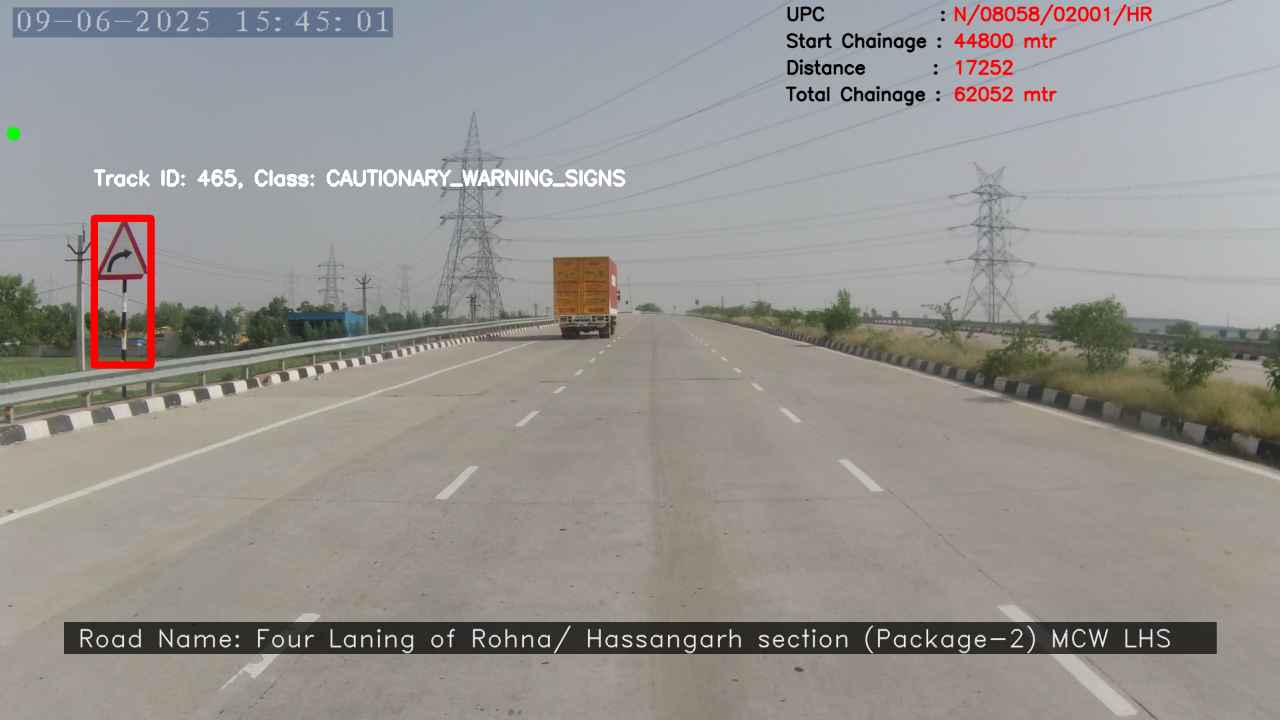 09-06-2025 15:45:01
UPC : N/08058/02001/HR
Start Chainage : 44800 mtr
Distance : 17252
Total Chainage : 62052 mtr
Track ID: 465, Class: CAUTIONARY_WARNING_SIGNS
Road Name: Four Laning of Rohna/ Hassangarh section (Package-2) MCW LHS